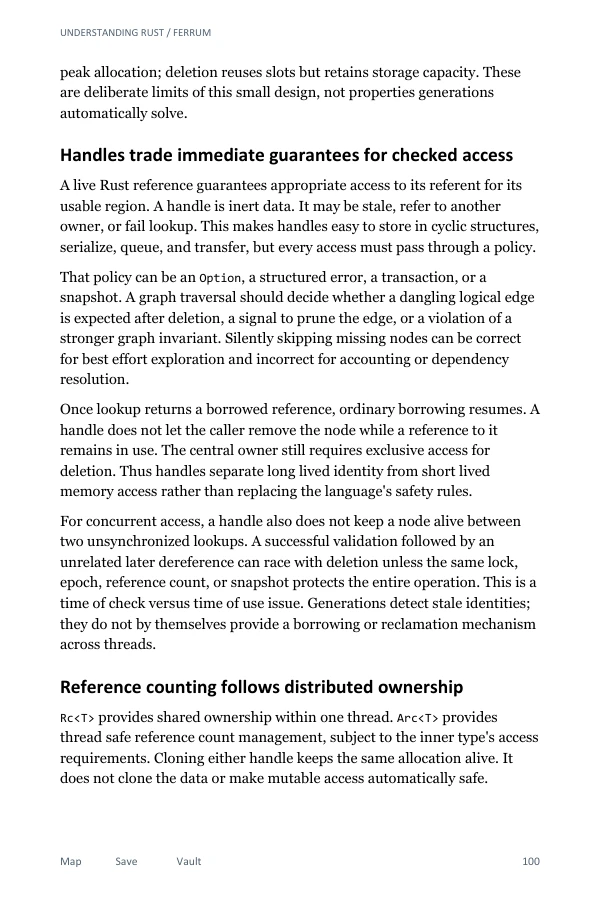 UNDERSTANDING RUST / FERRUM
peak allocation; deletion reuses slots but retains storage capacity. These
are deliberate limits of this small design, not properties generations
automatically solve.
Handles trade immediate guarantees for checked access
A live Rust reference guarantees appropriate access to its referent for its
usable region. A handle is inert data. It may be stale, refer to another
owner, or fail lookup. This makes handles easy to store in cyclic structures,
serialize, queue, and transfer, but every access must pass through a policy.
That policy can be an Option, a structured error, a transaction, or a
snapshot. A graph traversal should decide whether a dangling logical edge
is expected after deletion, a signal to prune the edge, or a violation of a
stronger graph invariant. Silently skipping missing nodes can be correct
for best effort exploration and incorrect for accounting or dependency
resolution.
Once lookup returns a borrowed reference, ordinary borrowing resumes. A
handle does not let the caller remove the node while a reference to it
remains in use. The central owner still requires exclusive access for
deletion. Thus handles separate long lived identity from short lived
memory access rather than replacing the language's safety rules.
For concurrent access, a handle also does not keep a node alive between
two unsynchronized lookups. A successful validation followed by an
unrelated later dereference can race with deletion unless the same lock,
epoch, reference count, or snapshot protects the entire operation. This is a
time of check versus time of use issue. Generations detect stale identities;
they do not by themselves provide a borrowing or reclamation mechanism
across threads.
Reference counting follows distributed ownership
Rc<T> provides shared ownership within one thread. Arc<T> provides
thread safe reference count management, subject to the inner type's access
requirements. Cloning either handle keeps the same allocation alive. It
does not clone the data or make mutable access automatically safe.
Map Save Vault 100